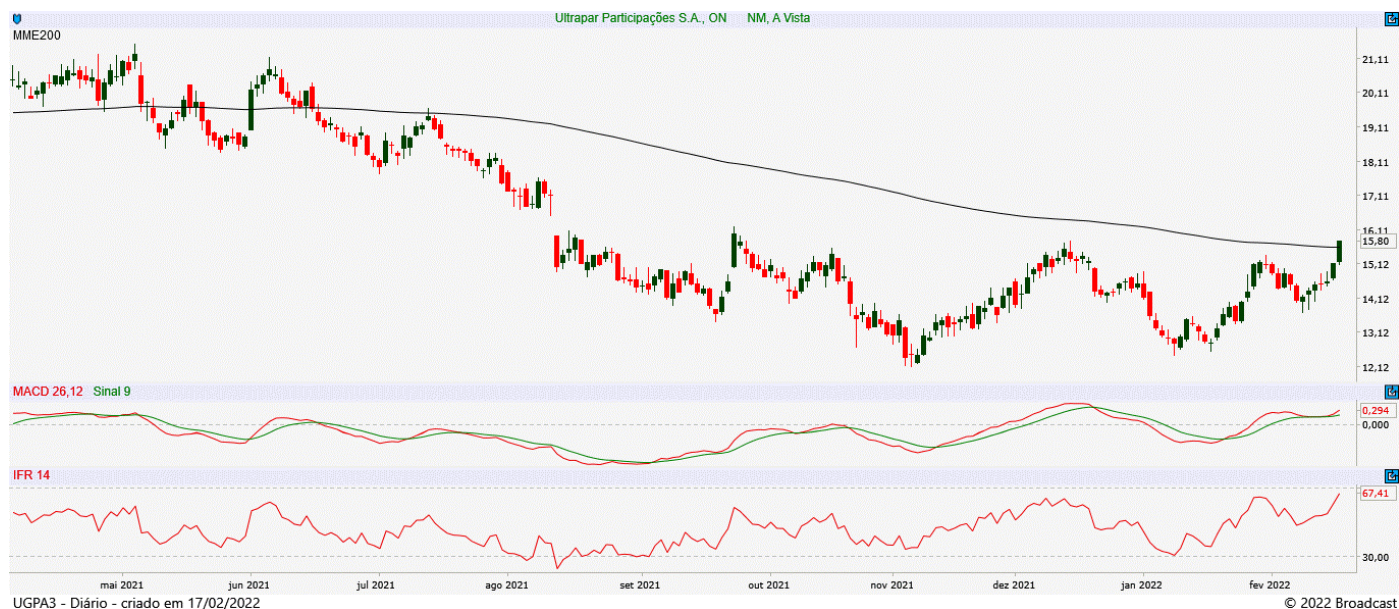 Ultrapar Participações S.A., ON NM, A Vista
MME200
21,11
20,11
19,11
18,11
17,11
16,11
15,80
15,12
14,12
13,12
12,12
MACD 26,12 Sinal 9
0,294
0,000
IFR 14
67,41
30,00
mai 2021 jun 2021 jul 2021 ago 2021 set 2021 out 2021 nov 2021 dez 2021 jan 2022 fev 2022
UGPA3 - Diário - criado em 17/02/2022 © 2022 Broadcast